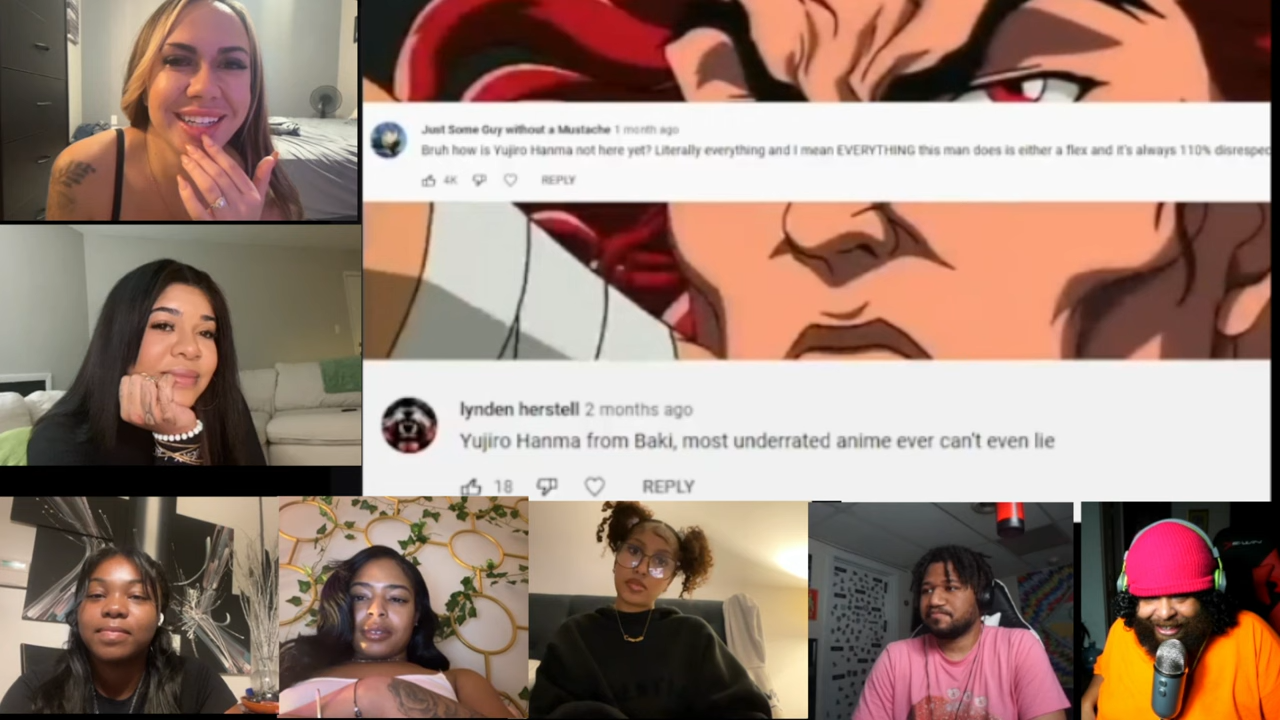 Just Some Guy without a Mustache 1 month ago
Bruh how is Yujiro Hanma not here yet? Literally everything and I mean EVERYTHING this man does is either a flex and it's always 110% disrespec
4K REPLY
lynden herstell 2 months ago
Yujiro Hanma from Baki, most underrated anime ever can't even lie
18 REPLY